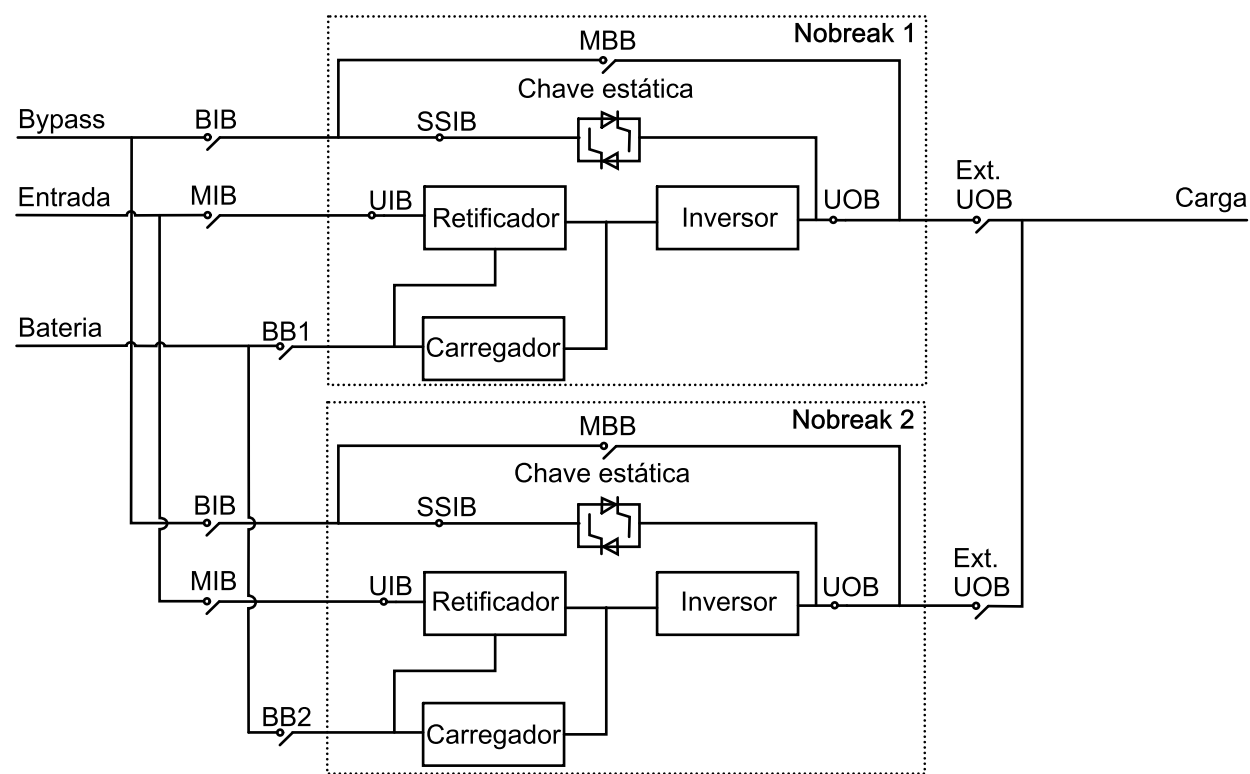 Nobreak 1
MBB
Chave estática
Bypass
BIB
SSIB
Entrada
MIB
UIB
Retificador
Inversor
UOB
Ext.
UOB
Carga
Bateria
BB1
Carregador
Nobreak 2
MBB
Chave estática
BIB
SSIB
MIB
UIB
Retificador
Inversor
UOB
Ext.
UOB
BB2
Carregador